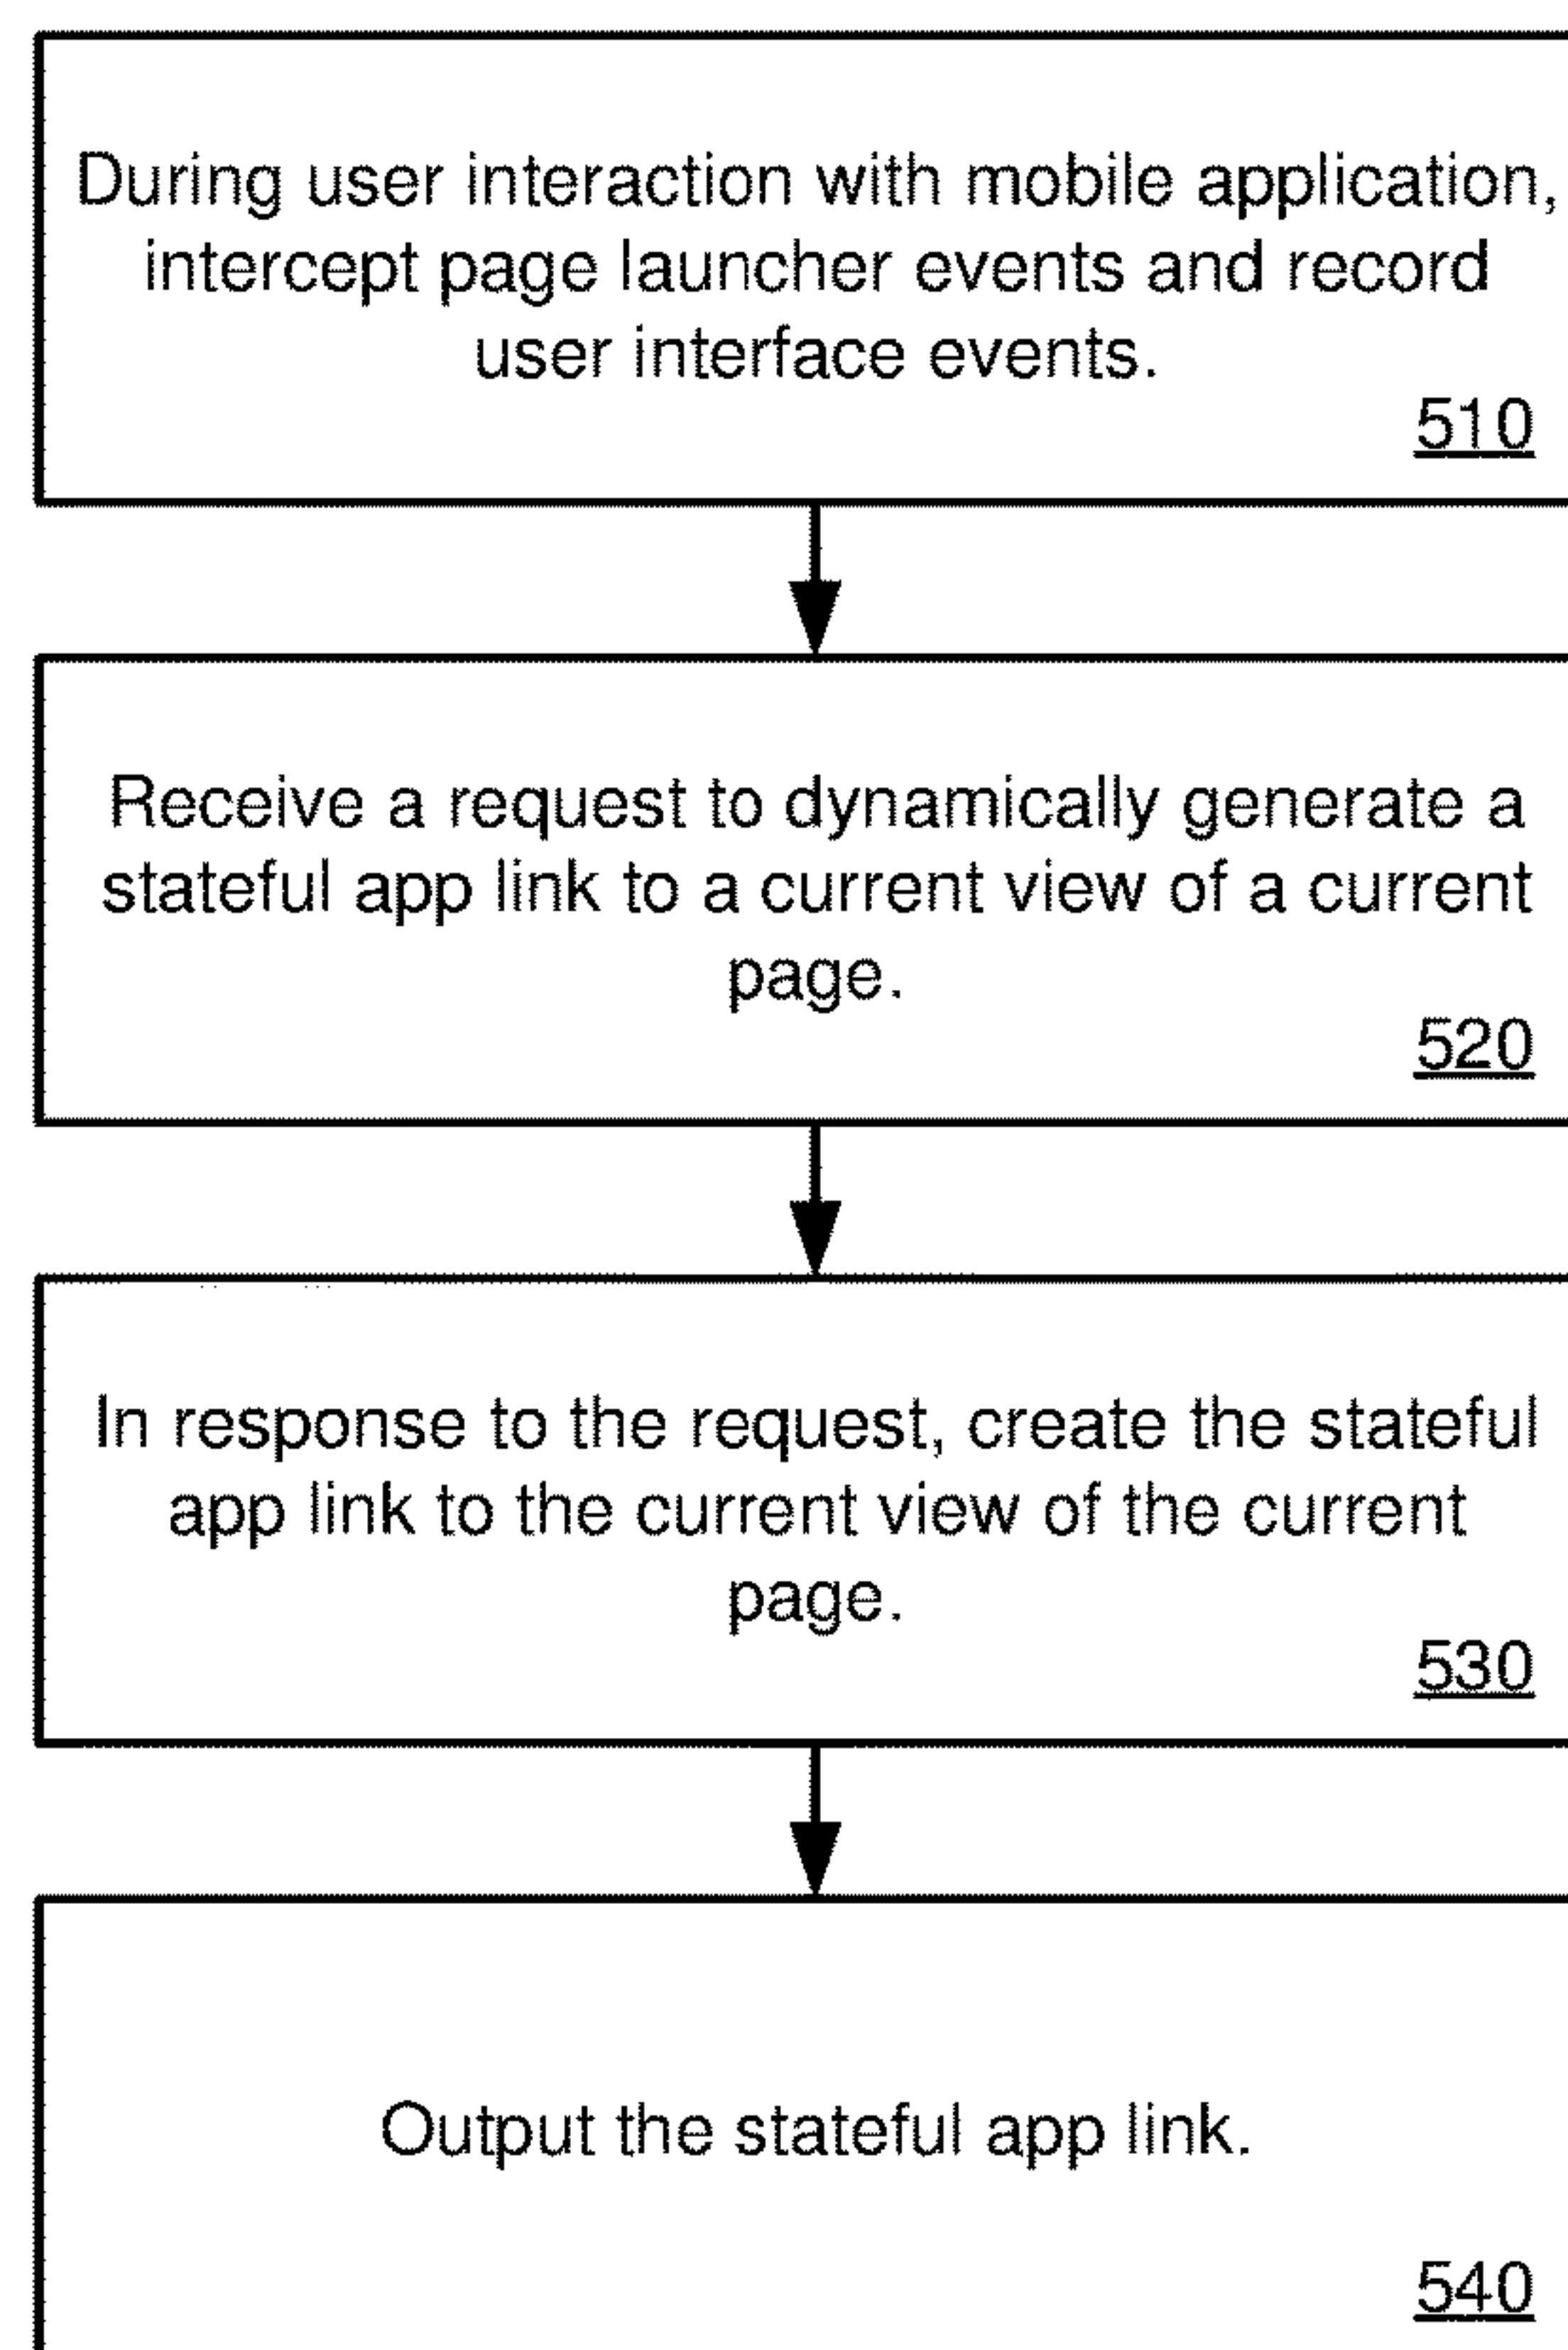 During user interaction with mobile application,
intercept page launcher events and record
user interface events.
510
Receive a request to dynamically generate a
stateful app link to a current view of a current
page.
520
In response to the request, create the stateful
app link to the current view of the current
page.
530
Output the stateful app link.
540